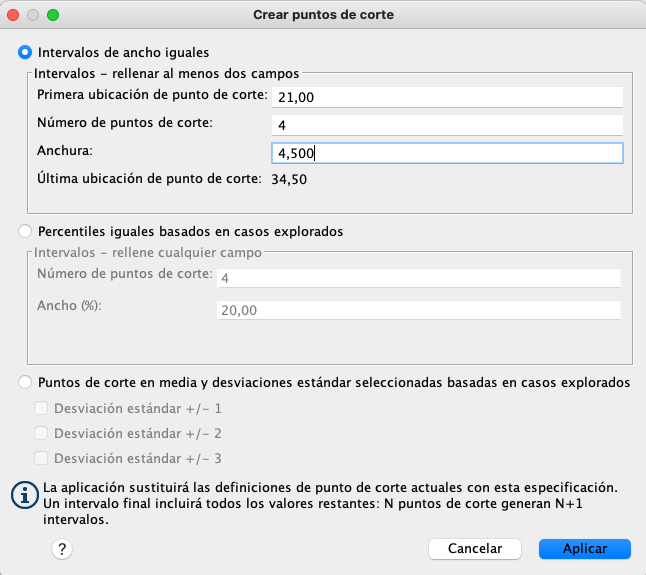 Crear puntos de corte
Intervalos de ancho iguales
Intervalos – rellenar al menos dos campos
Primera ubicación de punto de corte: 21,00
Número de puntos de corte: 4
Anchura: 4,500
Última ubicación de punto de corte: 34,50
Percentiles iguales basados en casos explorados
Intervalos – rellene cualquier campo
Número de puntos de corte: 4
Ancho (%): 20,00
Puntos de corte en media y desviaciones estándar seleccionadas basadas en casos explorados
Desviación estándar +/- 1
Desviación estándar +/- 2
Desviación estándar +/- 3
La aplicación sustituirá las definiciones de punto de corte actuales con esta especificación.
Un intervalo final incluirá todos los valores restantes: N puntos de corte generan N+1
intervalos.
? Cancelar Aplicar